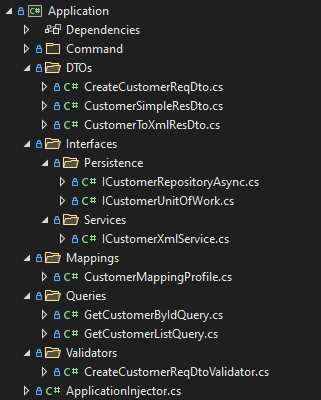 C# Application
Dependencies
Command
DTOs
C# CreateCustomerReqDto.cs
C# CustomerSimpleResDto.cs
C# CustomerToXmlResDto.cs
Interfaces
Persistence
C# ICustomerRepositoryAsync.cs
C# ICustomerUnitOfWork.cs
Services
C# ICustomerXmlService.cs
Mappings
C# CustomerMappingProfile.cs
Queries
C# GetCustomerByIdQuery.cs
C# GetCustomerListQuery.cs
Validators
C# CreateCustomerReqDtoValidator.cs
C# ApplicationInjector.cs